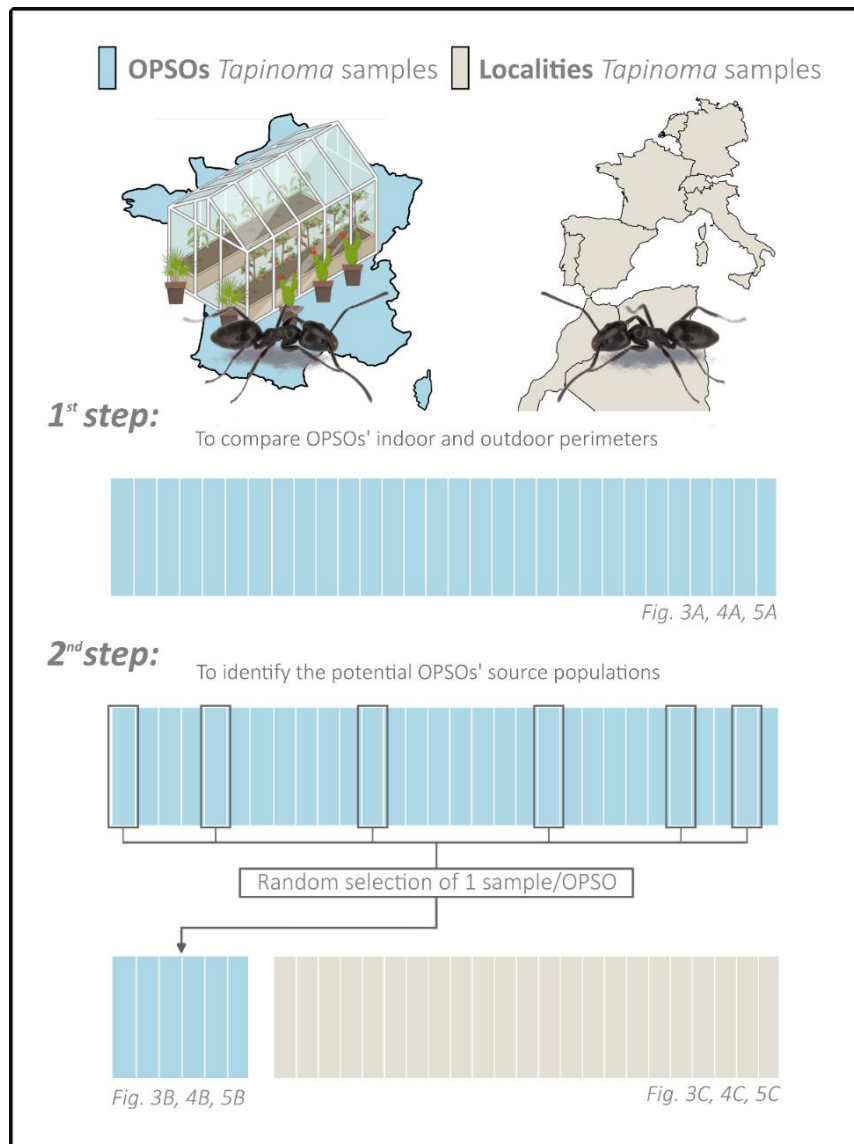 OPSOs Tapinoma samples
Localities Tapinoma samples
1st step:
To compare OPSOs' indoor and outdoor perimeters
Fig. 3A, 4A, 5A
2nd step:
To identify the potential OPSOs' source populations
Random selection of 1 sample/OPSO
Fig. 3B, 4B, 5B
Fig. 3C, 4C, 5C